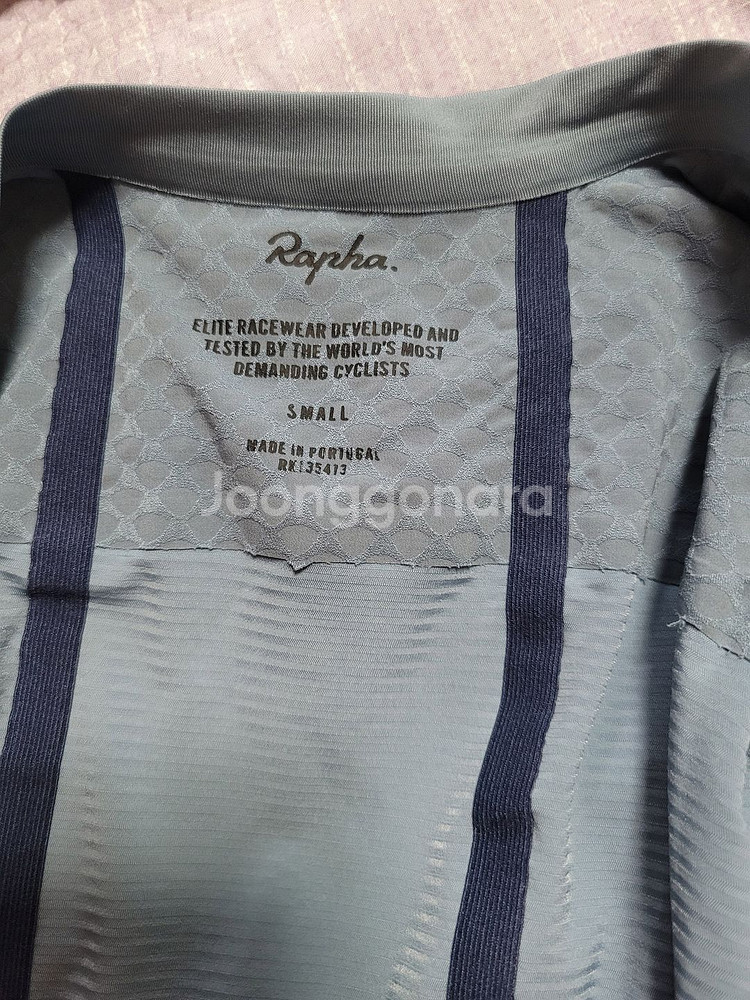 Rapha.
ELITE RACEWEAR DEVELOPED AND
TESTED BY THE WORLD'S MOST
DEMANDING CYCLISTS
SMALL
MADE IN PORTUGAL
RK135413
Joonggonara